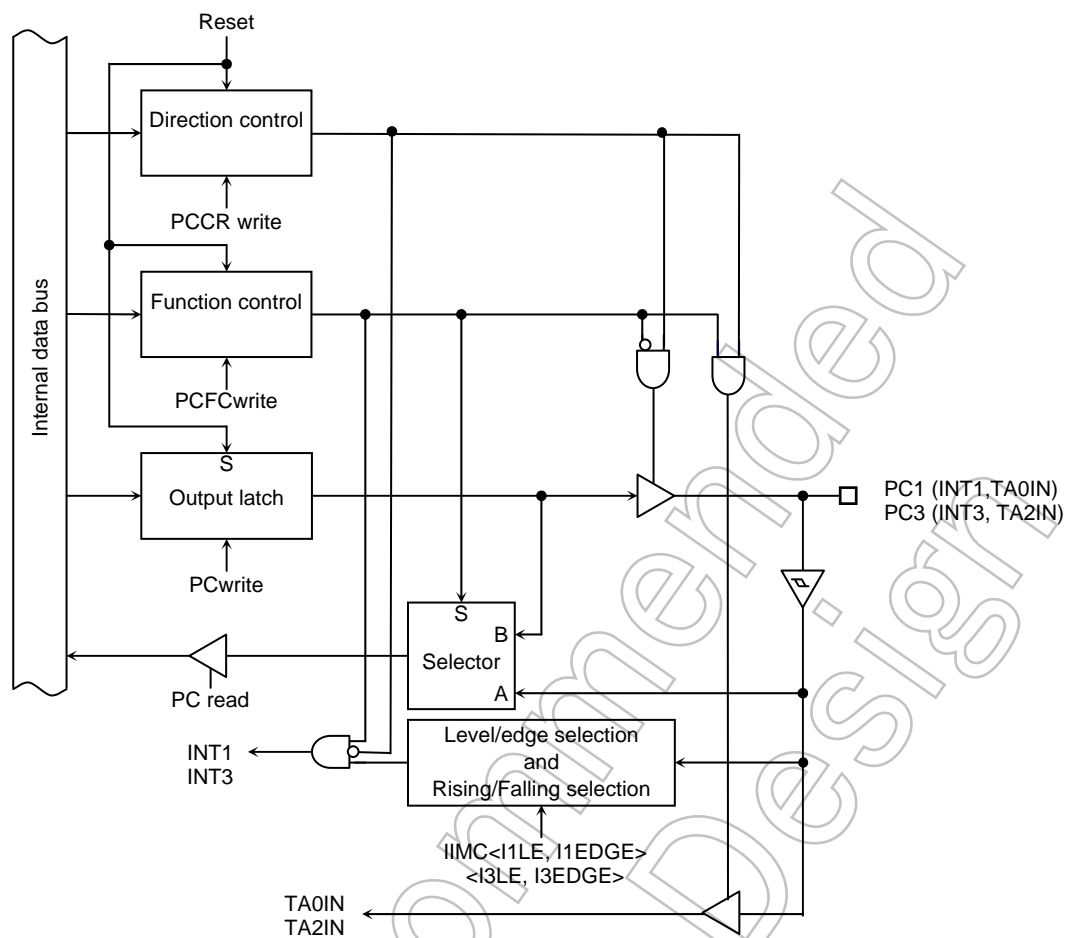 Reset
Direction control
PCCR write
Internal data bus
Function control
PCFCwrite
S
Output latch
PCwrite
PC1 (INT1,TA0IN)
PC3 (INT3, TA2IN)
S
B
Selector
A
PC read
INT1
INT3
Level/edge selection
and
Rising/Falling selection
IIMC<I1LE, I1EDGE>
<I3LE, I3EDGE>
TA0IN
TA2IN
ommended
Design